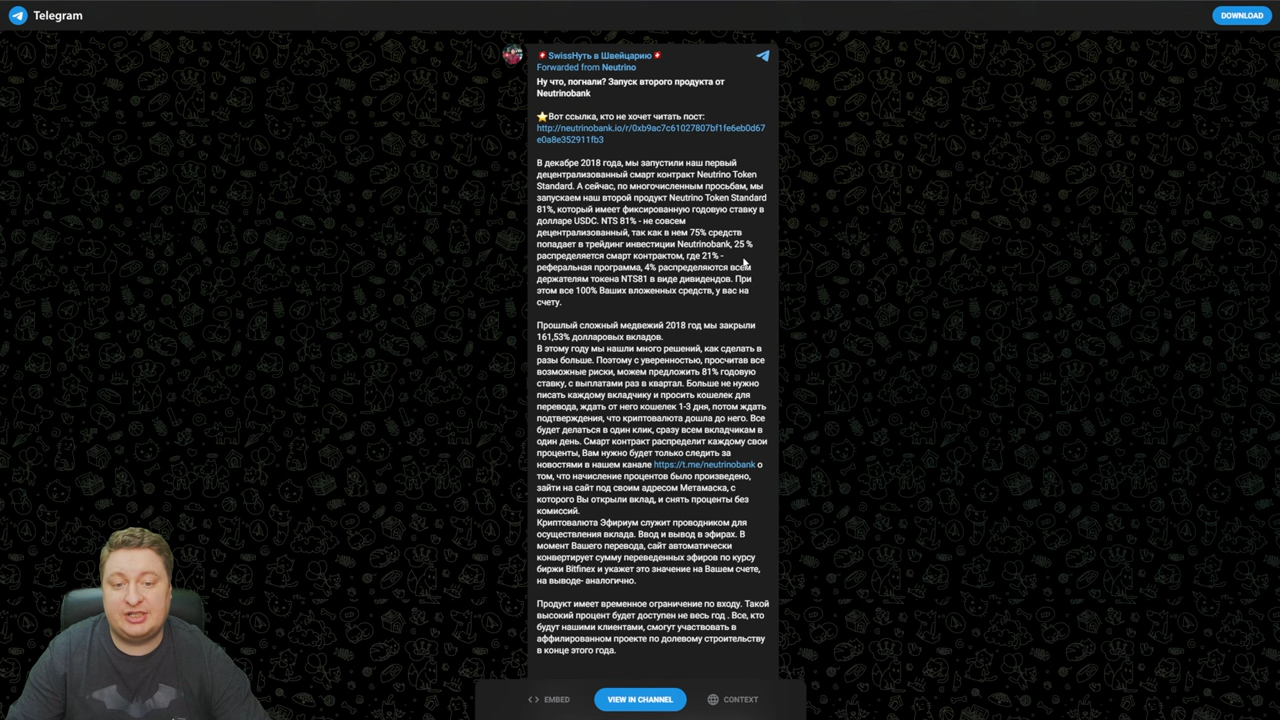 Telegram
DOWNLOAD
SwissНуть в Швейцарию
Forwarded from Neutrino
Ну что, погнали? Запуск второго продукта от
Neutrinobank
Вот ссылка, кто не хочет читать пост:
http://neutrinobank.io/r/0xb9ac7c61027807bf1fe6eb0d67
e0a8e352911fb3
В декабре 2018 года, мы запустили наш первый
децентрализованный смарт контракт Neutrino Token
Standard. А сейчас, по многочисленным просьбам, мы
запускаем наш второй продукт Neutrino Token Standard
81%, который имеет фиксированную годовую ставку в
долларе USDC. NTS 81% - не совсем
децентрализованный, так как в нем 75% средств
попадает в трейдинг инвестиции Neutrinobank, 25 %
распределяется смарт контрактом, где 21% -
реферальная программа, 4% распределяются всем
держателям токена NTS81 в виде дивидендов. При
этом все 100% Ваших вложенных средств, у вас на
счету.
Прошлый сложный медвежий 2018 год мы закрыли
161,53% долларовых вкладов.
В этому году мы нашли много решений, как сделать в
разы больше. Поэтому с уверенностью, просчитав все
возможные риски, можем предложить 81% годовую
ставку, с выплатами раз в квартал. Больше не нужно
писать каждому вкладчику и просить кошелек для
перевода, ждать от него кошелек 1-3 дня, потом ждать
подтверждения, что криптовалюта дошла до него. Все
будет делаться в один клик, сразу всем вкладчикам в
один день. Смарт контракт распределит каждому свои
проценты, Вам нужно будет только следить за
новостями в нашем канале https://t.me/neutrinobank о
том, что начисление процентов было произведено,
зайти на сайт под своим адресом Метамаска, с
которого Вы открыли вклад, и снять проценты без
комиссий.
Криптовалюта Эфириум служит проводником для
осуществления вклада. Ввод и вывод в эфирах. В
момент Вашего перевода, сайт автоматически
конвертирует сумму переведенных эфиров по курсу
биржи Bitfinex и укажет это значение на Вашем счете,
на выводе- аналогично.
Продукт имеет временное ограничение по входу. Такой
высокий процент будет доступен не весь год . Все, кто
будут нашими клиентами, смогут участвовать в
аффилированном проекте по долевому строительству
в конце этого года.
EMBED
VIEW IN CHANNEL
CONTEXT